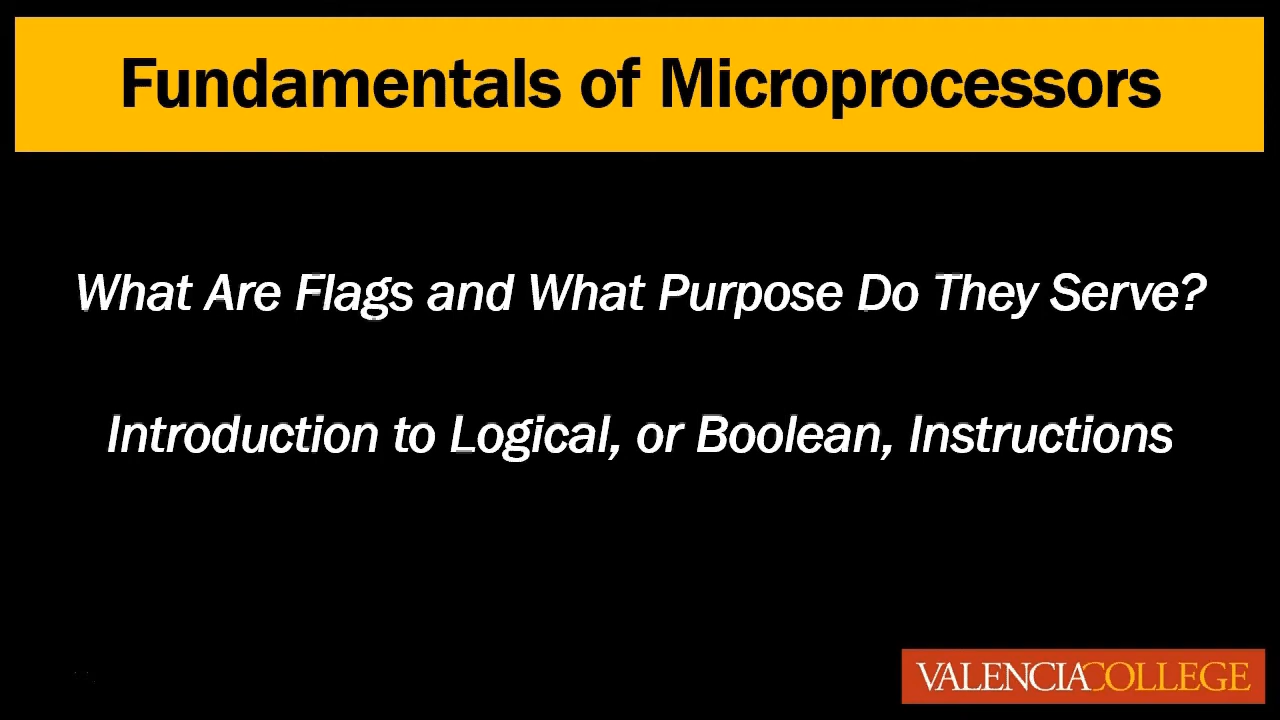 Fundamentals of Microprocessors
What Are Flags and What Purpose Do They Serve?
Introduction to Logical, or Boolean, Instructions
VALENCIACOLLEGE